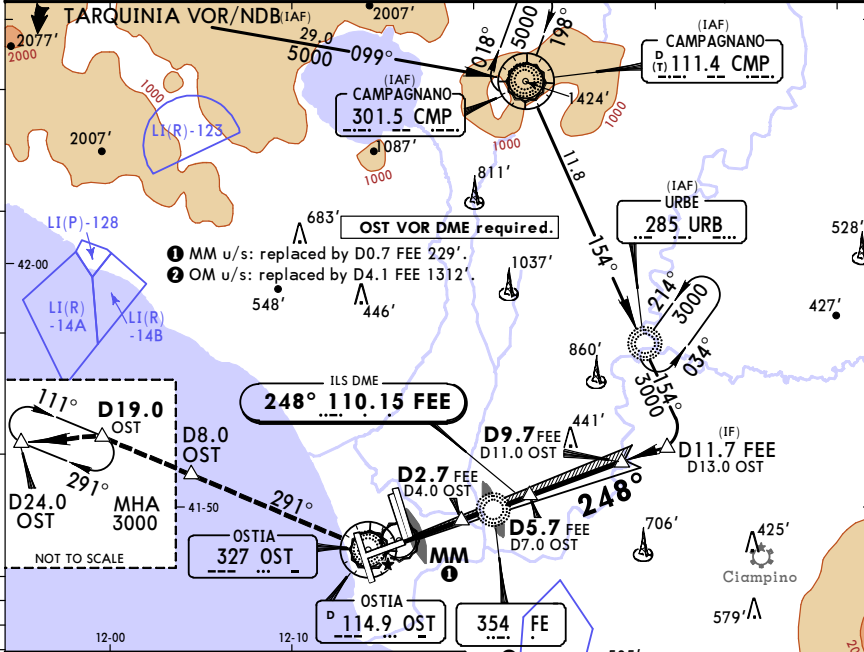 TARQUINIA VOR/NDB(IAF)
2007'
2077'
2000
29.0
5000
099°
018°
5000
198°
(IAF)
CAMPAGNANO
D
(T) 111.4 CMP
(IAF)
CAMPAGNANO
301.5 CMP
1424'
1000
1000
1000
LI(R)-123
2007'
1087'
1000
11.8
154°
811'
(IAF)
URBE
285 URB
LI(P)-128
683'
OST VOR DME required.
1 MM u/s: replaced by D0.7 FEE 229'.
2 OM u/s: replaced by D4.1 FEE 1312'.
528'
42-00
548'
446'
1037'
214°
3000
034°
427'
LI(R)
-14A
LI(R)
-14B
860'
154°
3000
ILS DME
248° 110.15 FEE
111°
D19.0
OST
D8.0
OST
D9.7 FEE
D11.0 OST
441'
(IF)
D11.7 FEE
D13.0 OST
D2.7 FEE
D4.0 OST
248°
D24.0
OST
291°
MHA
3000
41-50
291°
D5.7 FEE
D7.0 OST
706'
425'
NOT TO SCALE
OSTIA
327 OST
MM
1
Ciampino
OSTIA
D 114.9 OST
354 FE
579'
12-00
12-10